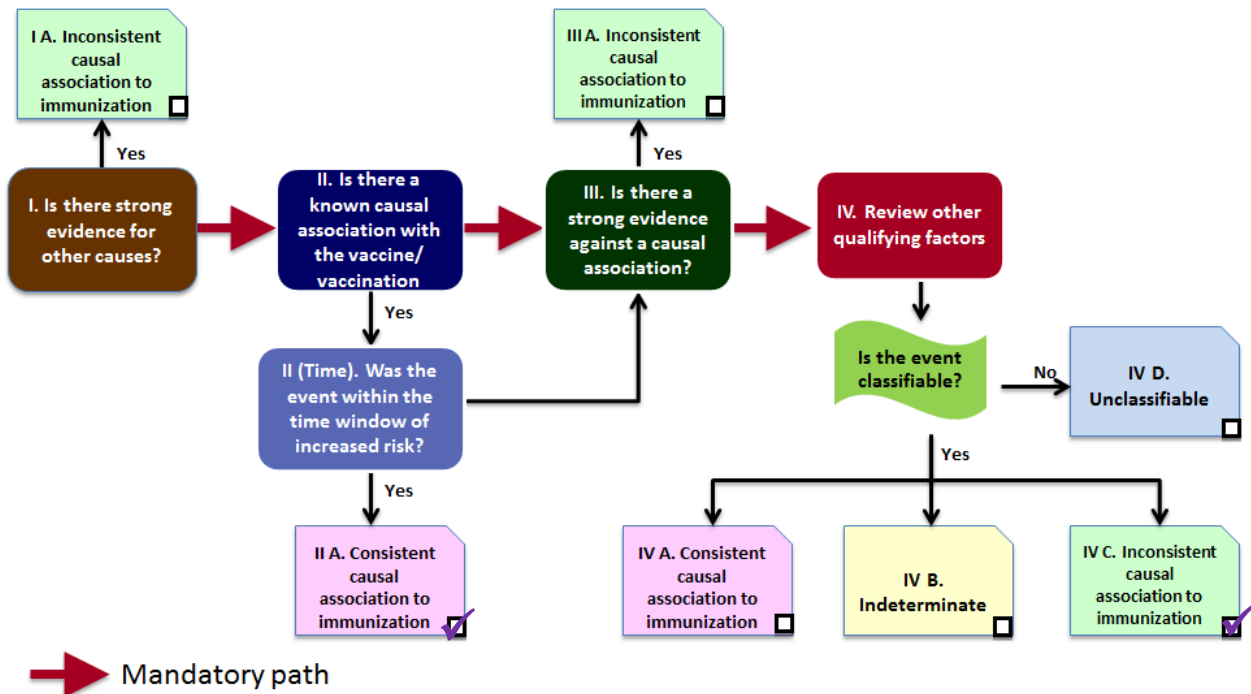 I A. Inconsistent
causal
association to
immunization
III A. Inconsistent
causal
association to
immunization
Yes
Yes
I. Is there strong
evidence for
other causes?
II. Is there a
known causal
association with
the vaccine/
vaccination
III. Is there a
strong evidence
against a causal
association?
IV. Review other
qualifying factors
Yes
II (Time). Was the
event within the
time window of
increased risk?
Is the event
classifiable?
No
IV D.
Unclassifiable
Yes
Yes
II A. Consistent
causal
association to
immunization
IV A. Consistent
causal
association to
immunization
IV B.
Indeterminate
IV C. Inconsistent
causal
association to
immunization
Mandatory path